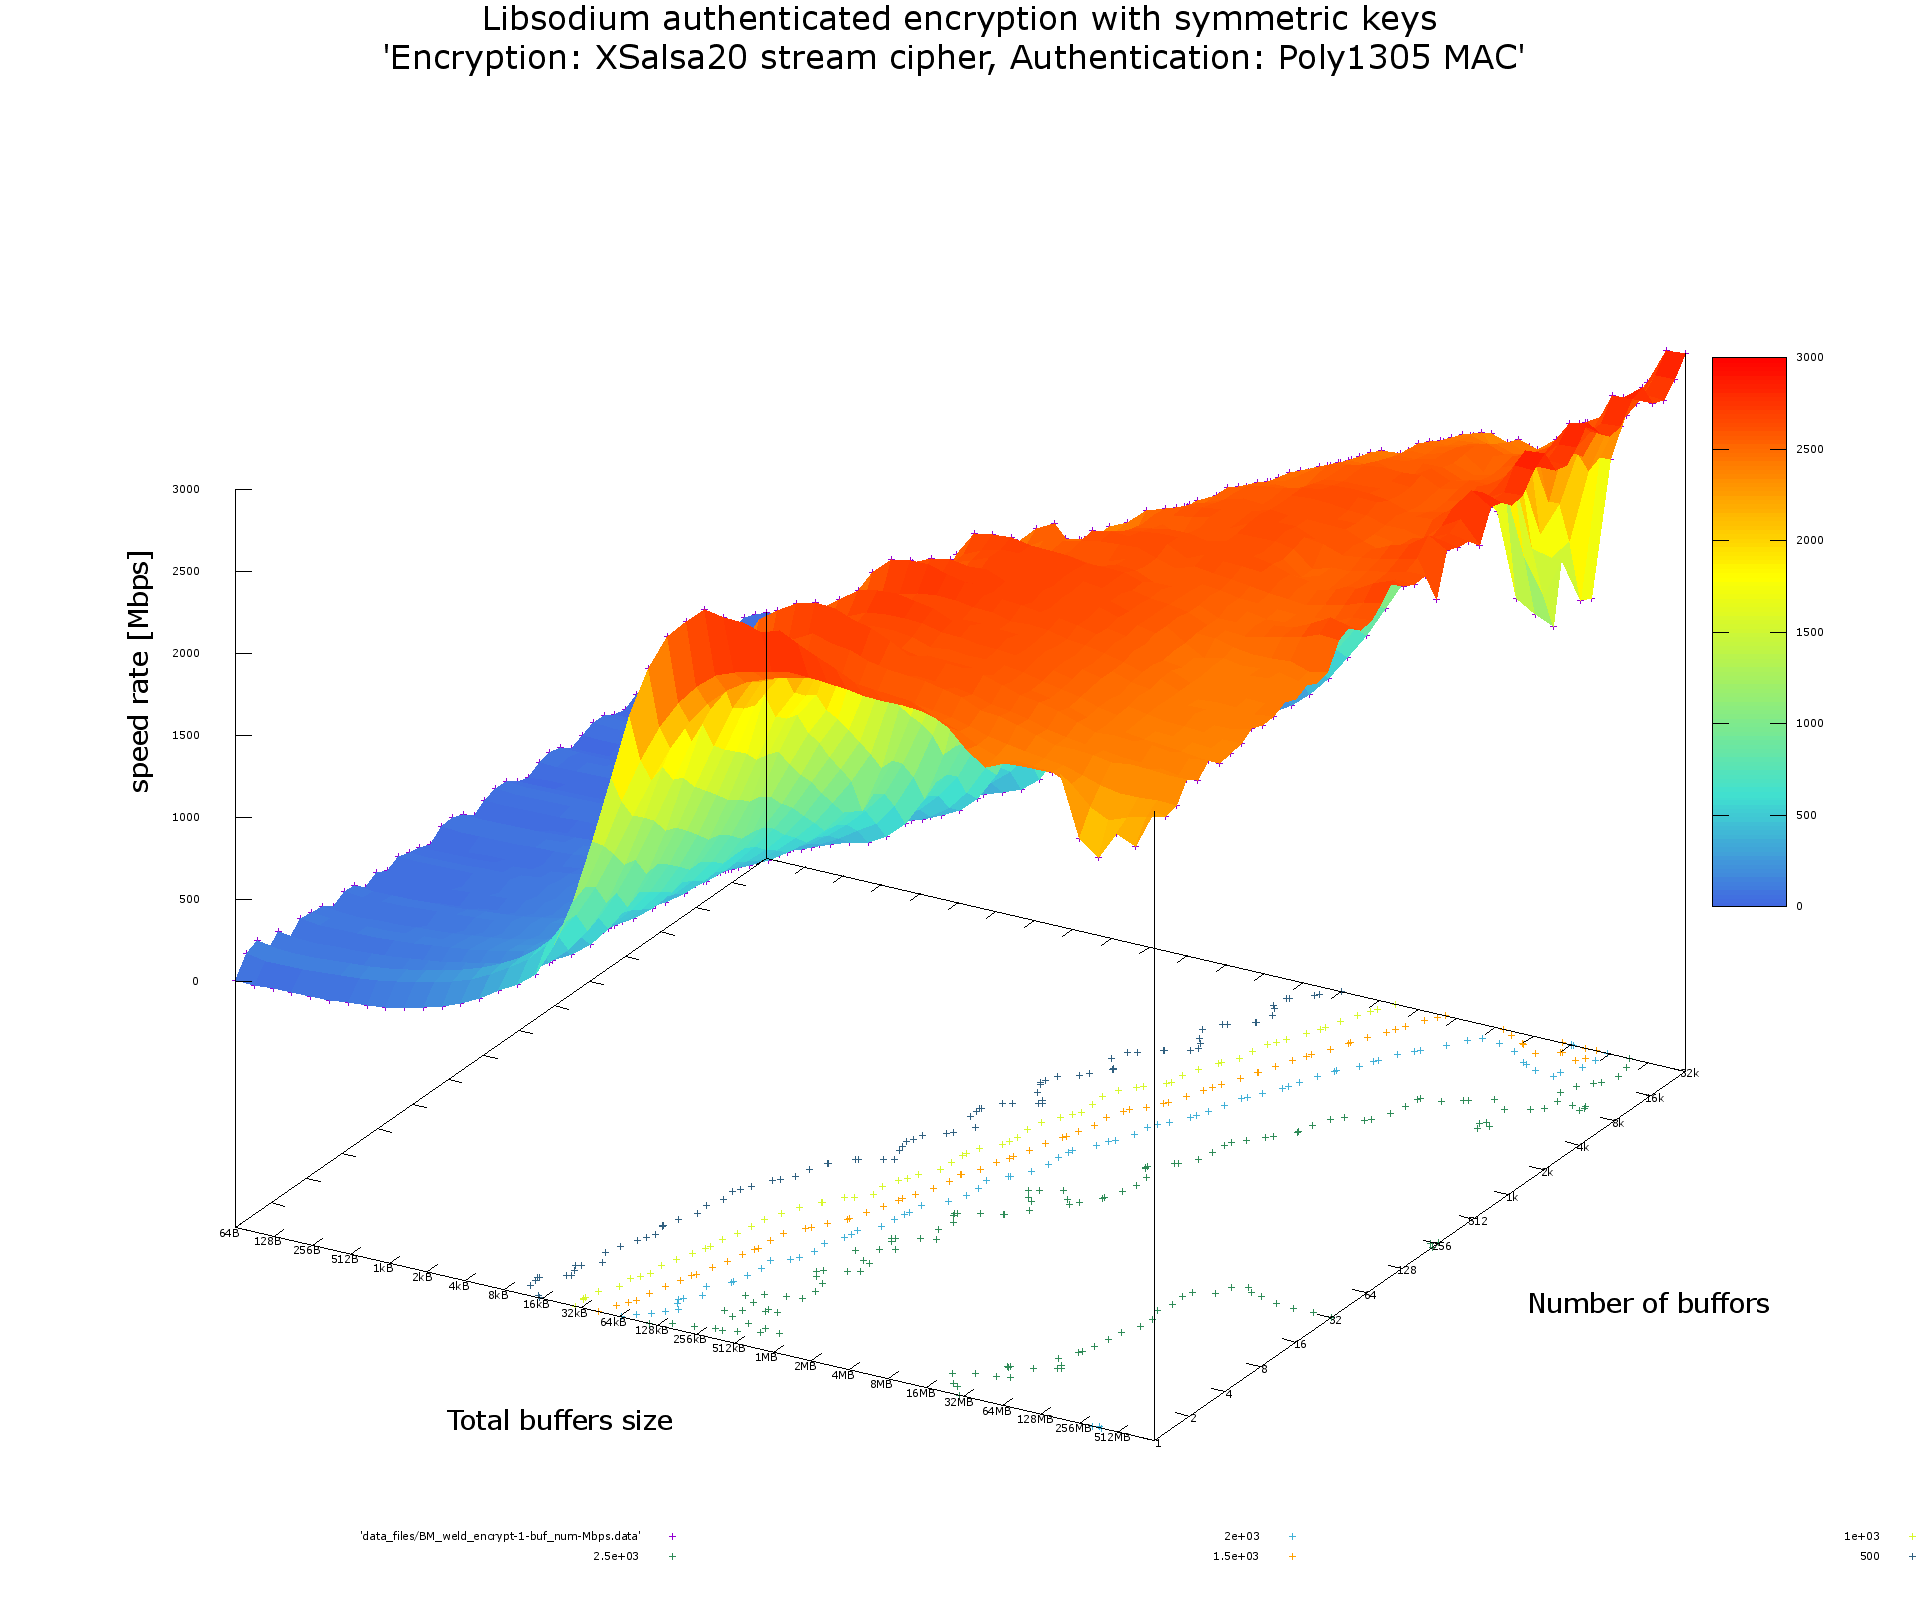 Libsodium authenticated encryption with symmetric keys
'Encryption: XSalsa20 stream cipher, Authentication: Poly1305 MAC'
3000
2500
2000
1500
1000
500
0
speed rate [Mbps]
3000
2500
2000
1500
1000
500
0
64B
128B
256B
512B
1kB
2kB
4kB
8kB
16kB
32kB
64kB
128kB
256kB
512kB
1MB
2MB
4MB
8MB
16MB
32MB
64MB
128MB
256MB
512MB
Total buffers size
1
2
4
8
16
32
64
128
256
512
1k
2k
4k
8k
16k
32k
Number of buffors
'data_files/BM_weld_encrypt-1-buf_num-Mbps.data'
2.5e+03
2e+03
1.5e+03
1e+03
500